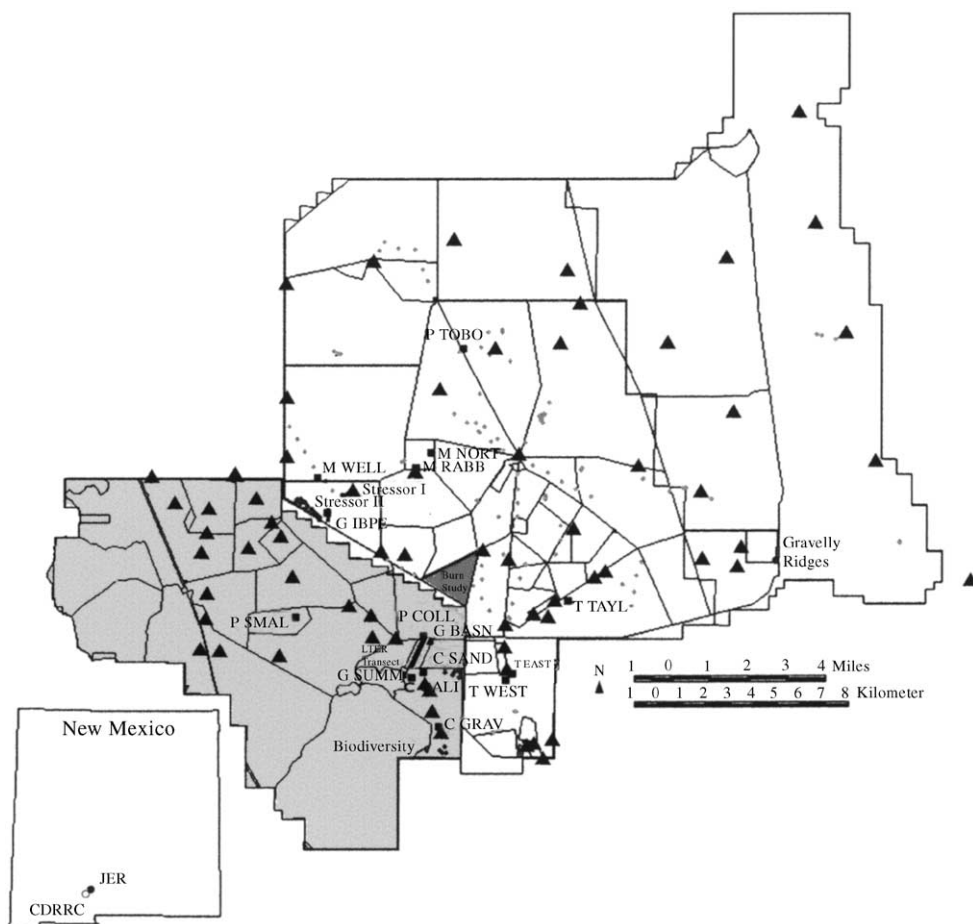 P TOBO
M NORT
M RABB
M WELL
Stressor I
Stressor II
G IBPE
Gravelly
Ridges
Burn
Study
T TAYL
P COLL
P SMAL
G BASN
LTER
Transect
C SAND
T EAST
G SUMM
C ALI
T WEST
C GRAV
Biodiversity
N
1 0 1 2 3 4 Miles
1 0 1 2 3 4 5 6 7 8 Kilometer
New Mexico
JER
CDRRC